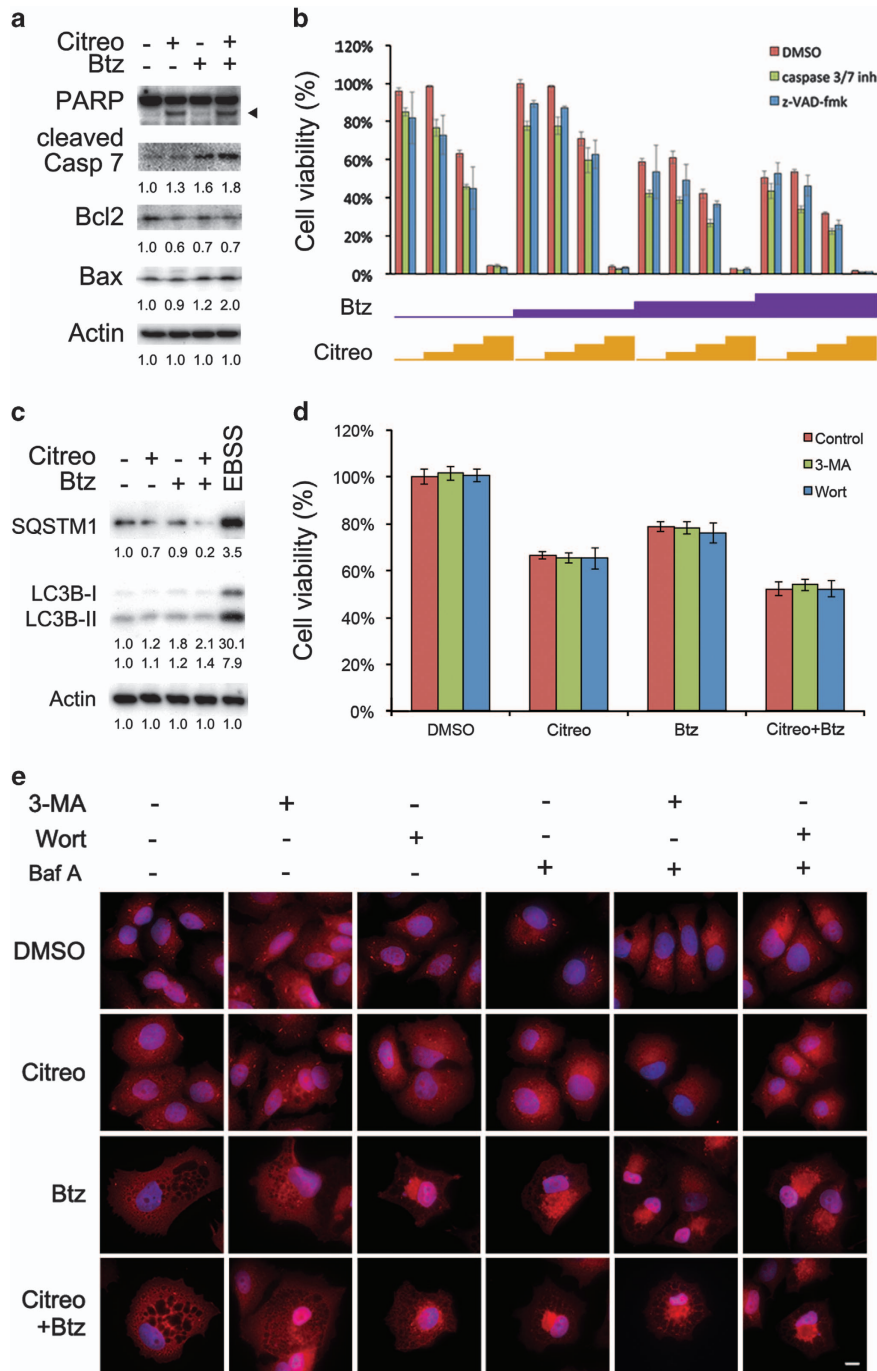 a
Citreo - + - +
Btz - - + +
PARP
cleaved
Casp 7
1.0 1.3 1.6 1.8
Bcl2
1.0 0.6 0.7 0.7
Bax
1.0 0.9 1.2 2.0
Actin
1.0 1.0 1.0 1.0
b
Cell viability (%)
120%
100%
80%
60%
40%
20%
0%
DMSO
caspase 3/7 inh
z-VAD-fmk
Btz
Citreo
c
Citreo - + - +
Btz - - + +
EBSS
SQSTM1
1.0 0.7 0.9 0.2 3.5
LC3B-I
LC3B-II
1.0 1.2 1.8 2.1 30.1
1.0 1.1 1.2 1.4 7.9
Actin
1.0 1.0 1.0 1.0 1.0
d
Cell viability (%)
120%
100%
80%
60%
40%
20%
0%
Control
3-MA
Wort
DMSO Citreo Btz Citreo+Btz
e
3-MA - + - - + -
Wort - - + - - +
Baf A - - - + + +
DMSO
Citreo
Btz
Citreo
+Btz